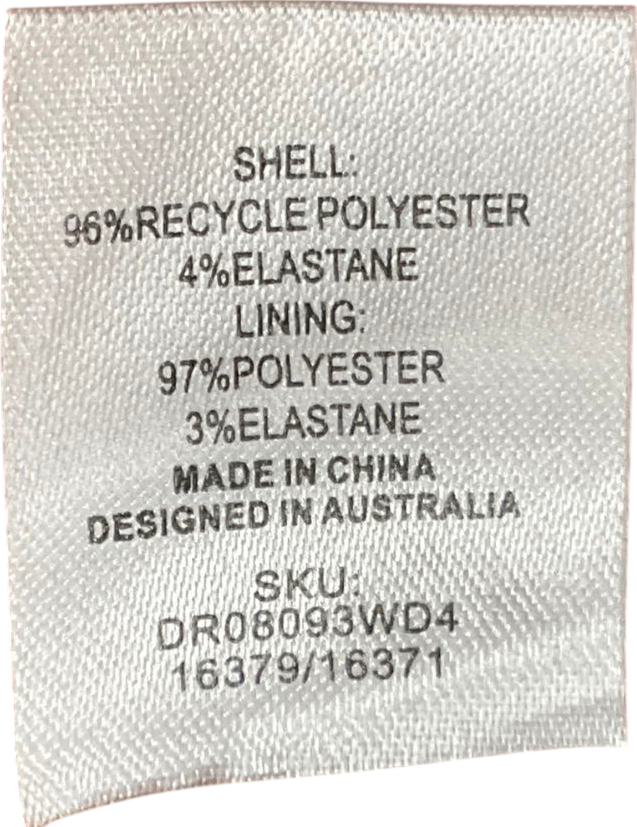 SHELL:
96%RECYCLE POLYESTER
4%ELASTANE
LINING:
97%POLYESTER
3%ELASTANE
MADE IN CHINA
DESIGNED IN AUSTRALIA
SKU:
DR08093WD4
16379/16371